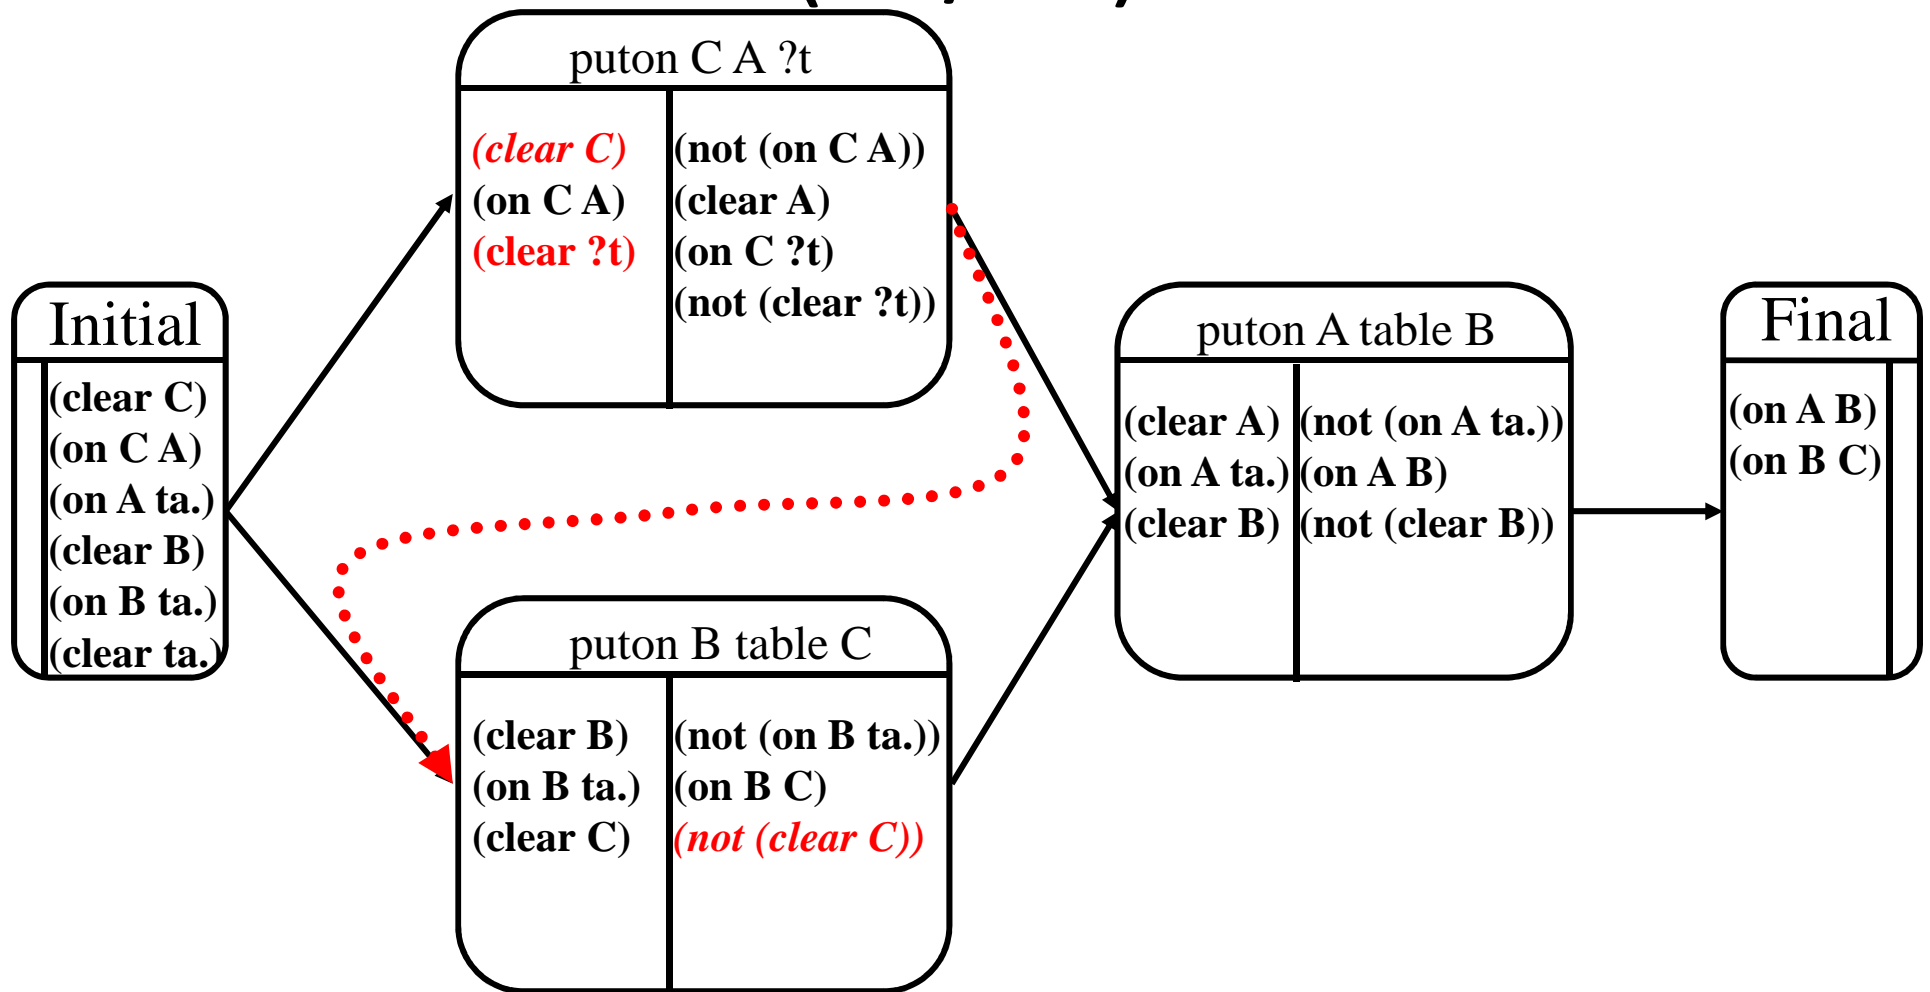 puton C A ?t
(clear C)
(on C A)
(clear ?t)
(not (on C A))
(clear A)
(on C ?t)
(not (clear ?t))
Initial
(clear C)
(on C A)
(on A ta.)
(clear B)
(on B ta.)
(clear ta.)
puton B table C
(clear B)
(on B ta.)
(clear C)
(not (on B ta.))
(on B C)
(not (clear C))
puton A table B
(clear A)
(on A ta.)
(clear B)
(not (on A ta.))
(on A B)
(not (clear B))
Final
(on A B)
(on B C)